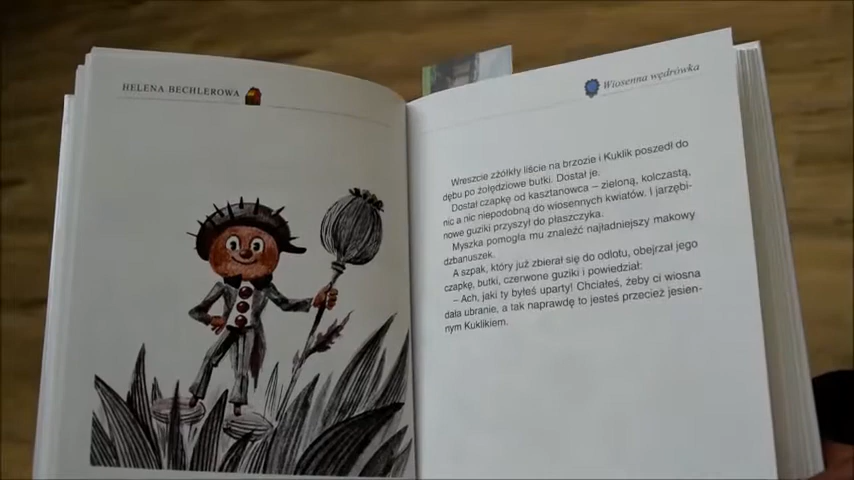 HELENA BECHLEROWA
Wiosenna wędrówka
Wreszcie zżółkły liście na brzozie i Kuklik poszedł do
dębu po żołędziowe butki. Dostał je.
Dostał czapkę od kasztanowca – zieloną, kolczastą,
nic a nic niepodobną do wiosennych kwiatów. I jarzębi-
nowe guziki przyszył do płaszczyka.
Myszka pomogła mu znaleźć najładniejszy makowy
dzbanuszek.
A szpak, który już zbierał się do odlotu, obejrzał jego
czapkę, butki, czerwone guziki i powiedział:
– Ach, jaki ty byłeś uparty! Chciałeś, żeby ci wiosna
dała ubranie, a tak naprawdę to jesteś przecież jesien-
nym Kuklikiem.